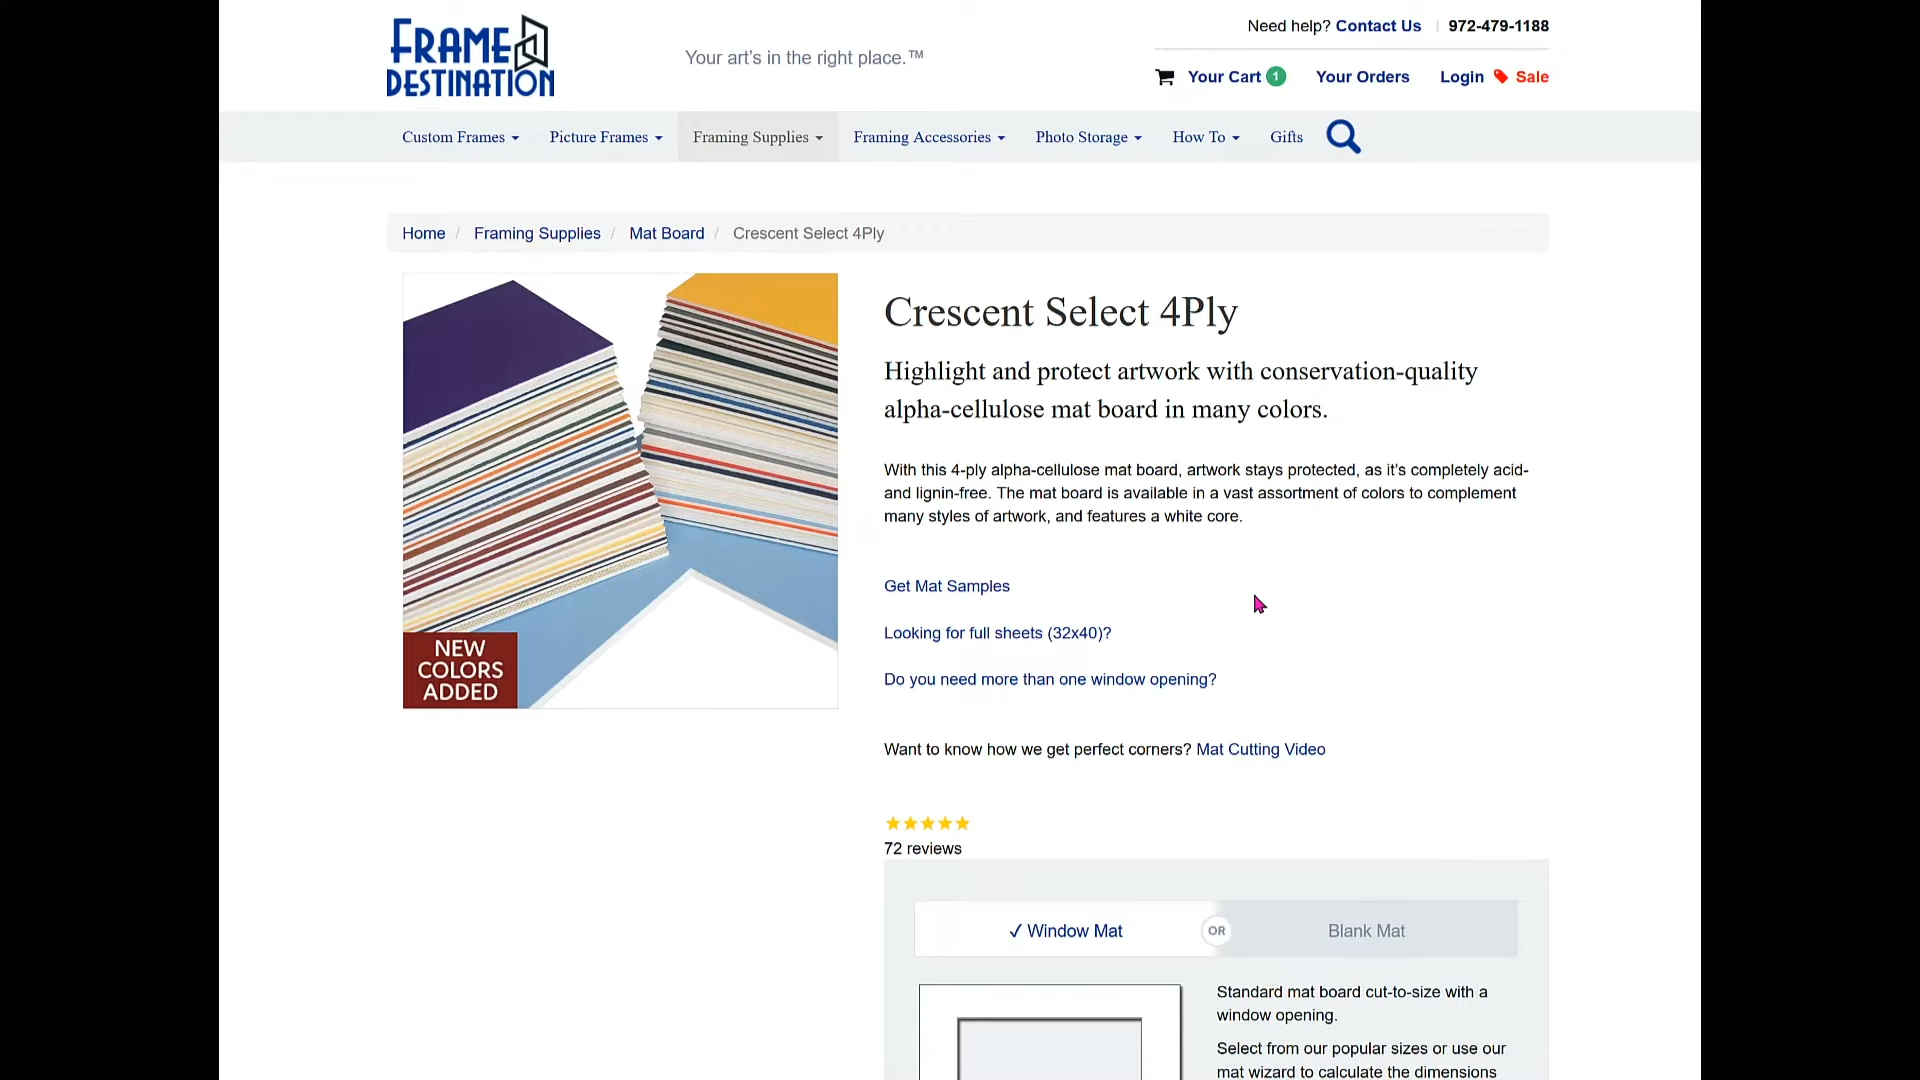 FRAME
DESTINATION
Your art's in the right place.™
Need help? Contact Us | 972-479-1188
Your Cart 1 Your Orders Login Sale
Custom Frames Picture Frames Framing Supplies Framing Accessories Photo Storage How To Gifts
Home / Framing Supplies / Mat Board / Crescent Select 4Ply
NEW
COLORS
ADDED
Crescent Select 4Ply
Highlight and protect artwork with conservation-quality
alpha-cellulose mat board in many colors.
With this 4-ply alpha-cellulose mat board, artwork stays protected, as it's completely acid-
and lignin-free. The mat board is available in a vast assortment of colors to complement
many styles of artwork, and features a white core.
Get Mat Samples
Looking for full sheets (32x40)?
Do you need more than one window opening?
Want to know how we get perfect corners? Mat Cutting Video
72 reviews
✓ Window Mat OR Blank Mat
Standard mat board cut-to-size with a
window opening.
Select from our popular sizes or use our
mat wizard to calculate the dimensions